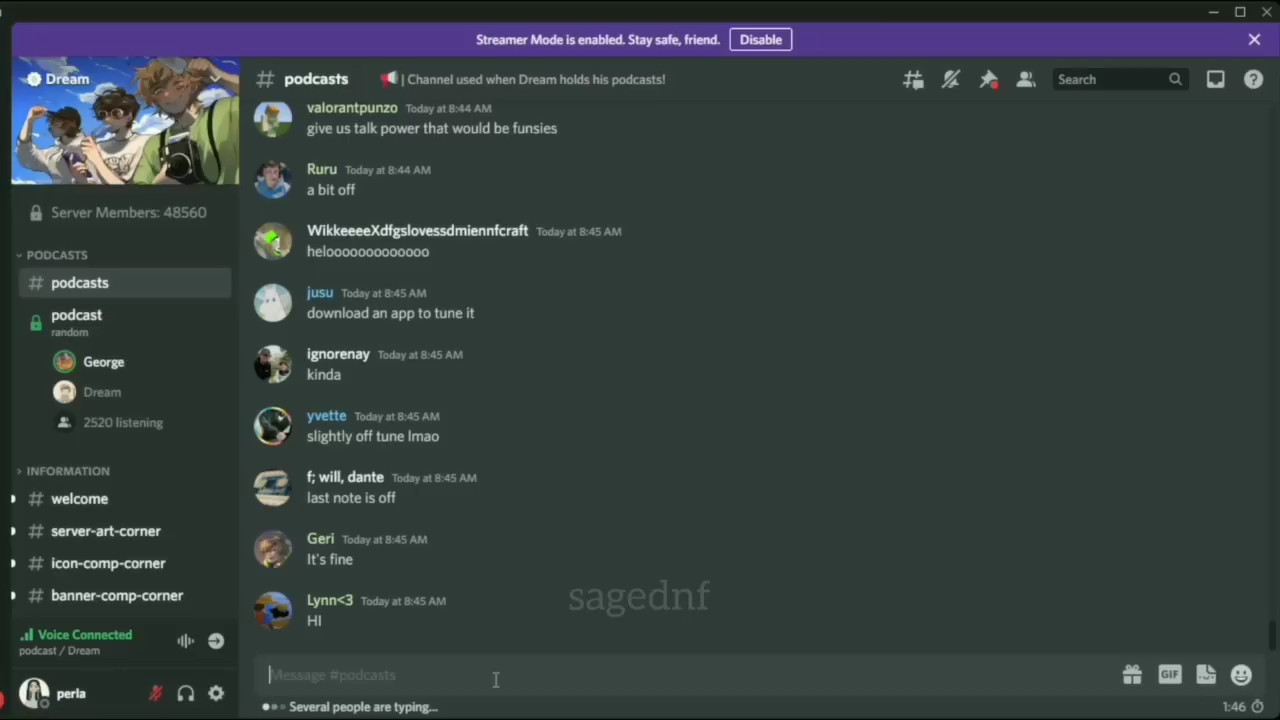 Streamer Mode is enabled. Stay safe, friend.
Disable
Dream
podcasts
| Channel used when Dream holds his podcasts!
Search
Server Members: 48560
PODCASTS
podcasts
podcast
random
George
Dream
2520 listening
INFORMATION
welcome
server-art-corner
icon-comp-corner
banner-comp-corner
Voice Connected
podcast / Dream
perla
valorantpunzo Today at 8:44 AM
give us talk power that would be funsies
Ruru Today at 8:44 AM
a bit off
WikkeeeeXdfgslovessdmiennfcraft Today at 8:45 AM
helooooooooooooo
jusu Today at 8:45 AM
download an app to tune it
ignorenay Today at 8:45 AM
kinda
yvette Today at 8:45 AM
slightly off tune lmao
f; will, dante Today at 8:45 AM
last note is off
Geri Today at 8:45 AM
It's fine
sagednf
Lynn<3 Today at 8:45 AM
HI
Message #podcasts
GIF
Several people are typing...
1:46